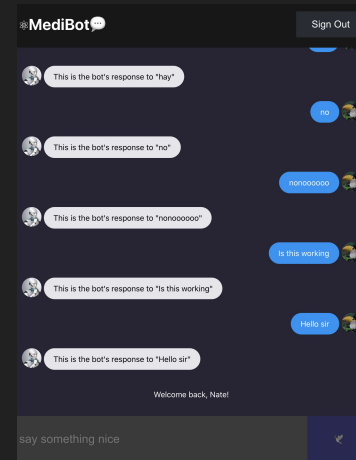 ⚛MediBot💬
Sign Out
This is the bot's response to "hay"
no
This is the bot's response to "no"
nonoooooo
This is the bot's response to "nonoooooo"
Is this working
This is the bot's response to "Is this working"
Hello sir
This is the bot's response to "Hello sir"
Welcome back, Nate!
say something nice